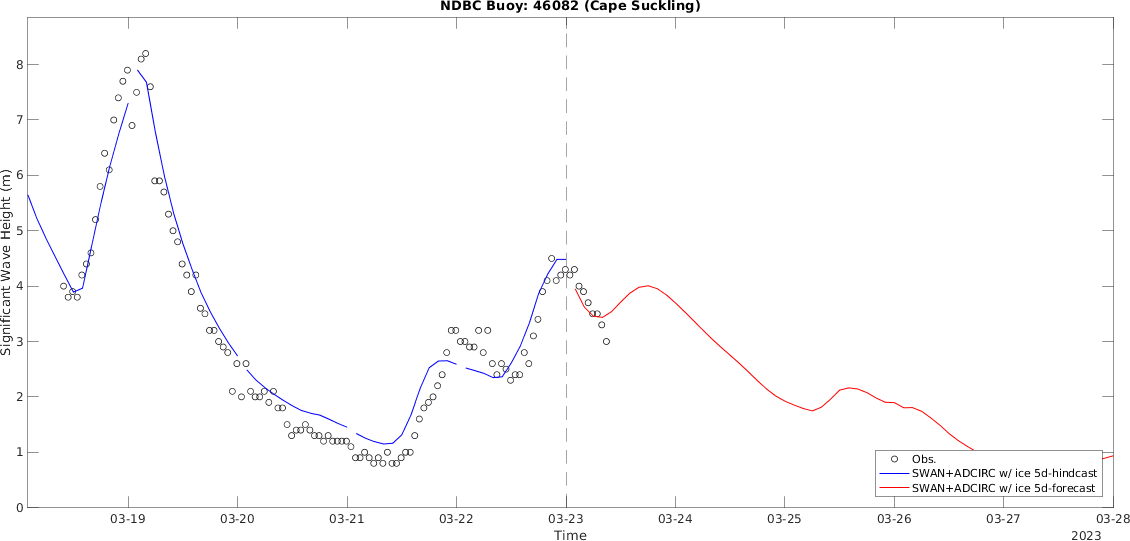 NDBC Buoy: 46082 (Cape Suckling)
Significant Wave Height (m)
8
7
6
5
4
3
2
1
0
Obs.
SWAN+ADCIRC w/ ice 5d-hindcast
SWAN+ADCIRC w/ ice 5d-forecast
03-19 03-20 03-21 03-22 03-23 03-24 03-25 03-26 03-27 03-28
Time
2023